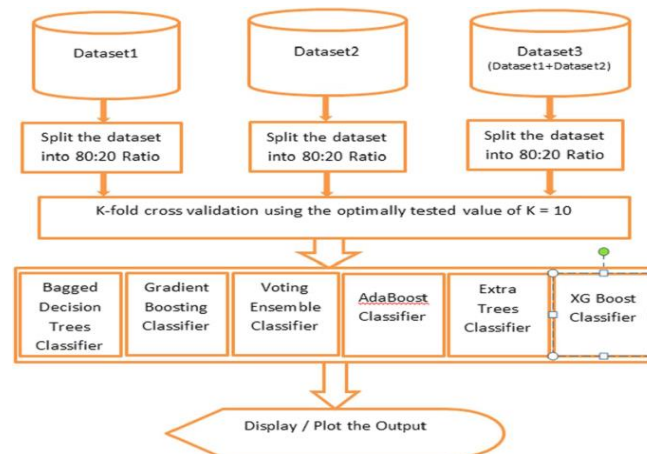 Dataset1
Dataset2
Dataset3
(Dataset1+Dataset2)
Split the dataset
into 80:20 Ratio
Split the dataset
into 80:20 Ratio
Split the dataset
into 80:20 Ratio
K-fold cross validation using the optimally tested value of K = 10
Bagged
Decision
Trees
Classifier
Gradient
Boosting
Classifier
Voting
Ensemble
Classifier
AdaBoost
Classifier
Extra
Trees
Classifier
XG Boost
Classifier
Display / Plot the Output